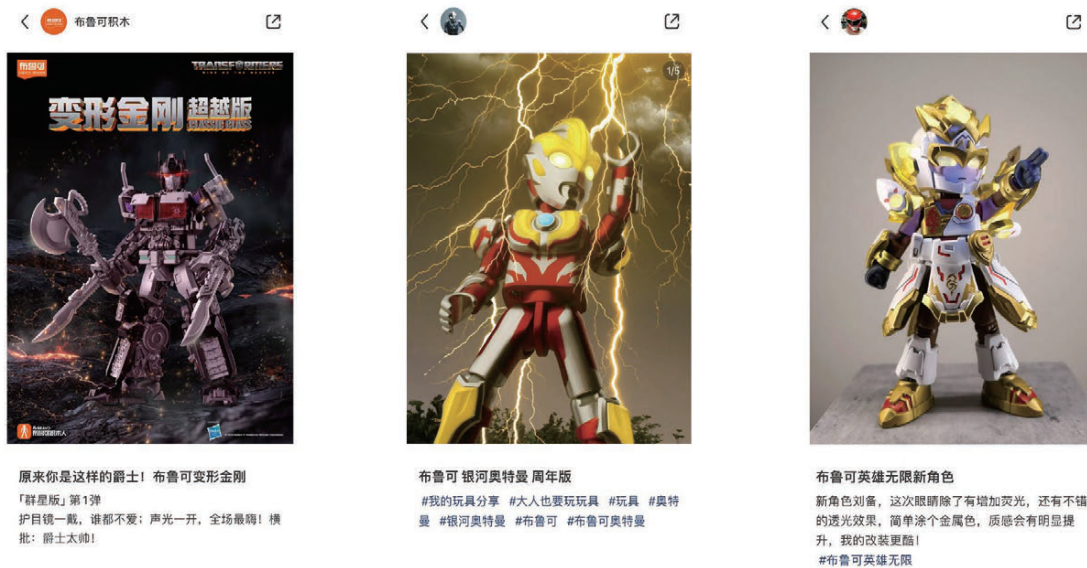 布鲁可积木
布鲁可
TRANSFORMERS
RISE OF THE BEASTS
变形金刚 超越版
CLASSIC CLASS
原来你是这样的爵士！布鲁可变形金刚
「群星版」第1弹
护目镜一戴，谁都不爱；声光一开，全场最嗨！横
批：爵士太帅！
1/5
布鲁可 银河奥特曼 周年版
#我的玩具分享 #大人也要玩玩具 #玩具 #奥特
曼 #银河奥特曼 #布鲁可 #布鲁可奥特曼
布鲁可英雄无限新角色
新角色刘备，这次眼睛除了有增加荧光，还有不错
的透光效果，简单涂个金属色，质感会有明显提
升，我的改装更酷！
#布鲁可英雄无限